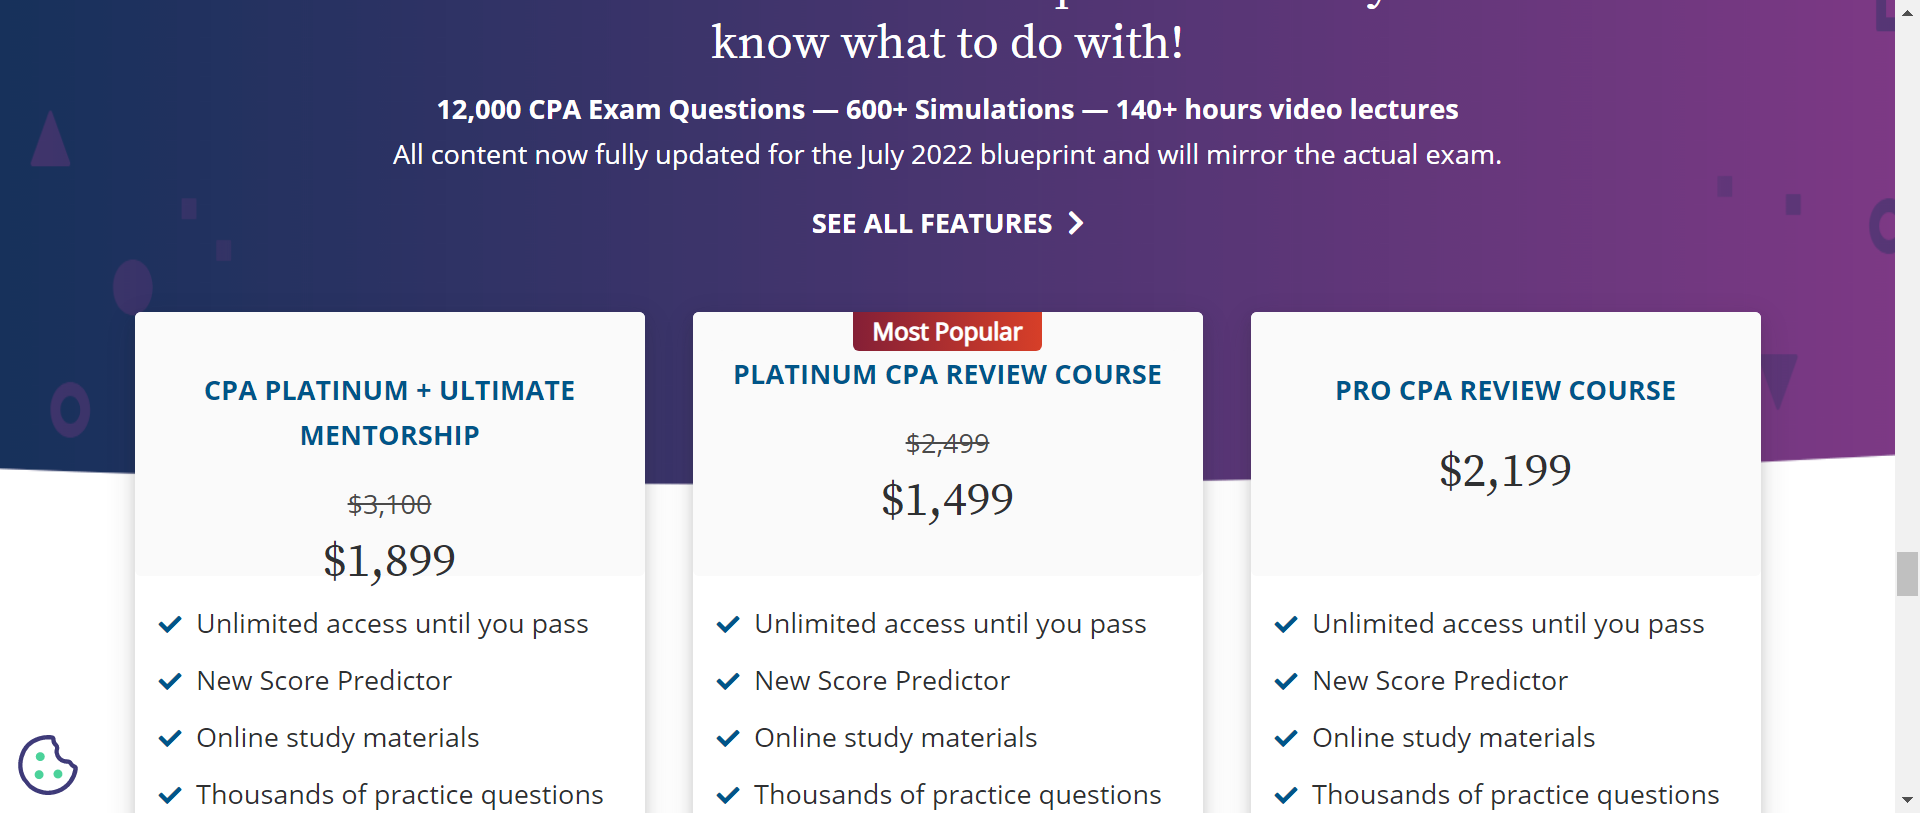 know what to do with!
12,000 CPA Exam Questions — 600+ Simulations — 140+ hours video lectures
All content now fully updated for the July 2022 blueprint and will mirror the actual exam.
SEE ALL FEATURES
CPA PLATINUM + ULTIMATE
MENTORSHIP
$3,100
$1,899
Unlimited access until you pass
New Score Predictor
Online study materials
Thousands of practice questions
Most Popular
PLATINUM CPA REVIEW COURSE
$2,499
$1,499
Unlimited access until you pass
New Score Predictor
Online study materials
Thousands of practice questions
PRO CPA REVIEW COURSE
$2,199
Unlimited access until you pass
New Score Predictor
Online study materials
Thousands of practice questions